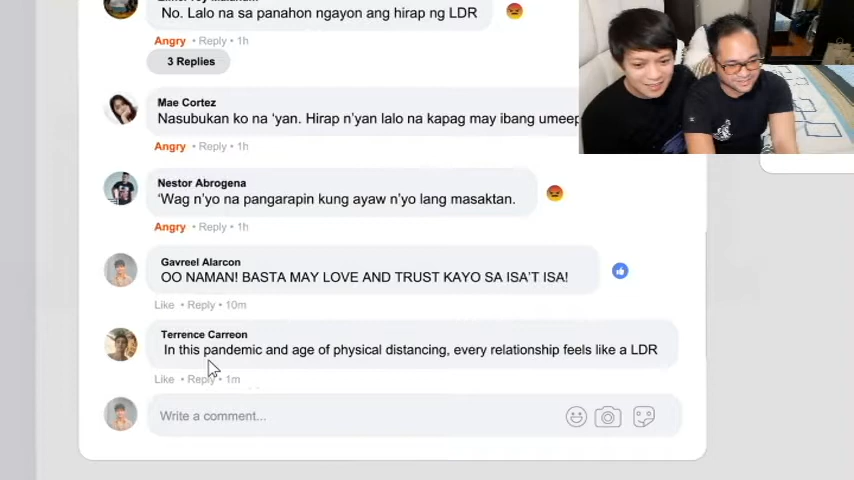 No. Lalo na sa panahon ngayon ang hirap ng LDR
Angry • Reply • 1h
3 Replies
Mae Cortez
Nasubukan ko na ‘yan. Hirap n’yan lalo na kapag may ibang umeep
Angry • Reply • 1h
Nestor Abrogena
‘Wag n’yo na pangarapin kung ayaw n’yo lang masaktan.
Angry • Reply • 1h
Gavreel Alarcon
OO NAMAN! BASTA MAY LOVE AND TRUST KAYO SA ISA’T ISA!
Like • Reply • 10m
Terrence Carreon
In this pandemic and age of physical distancing, every relationship feels like a LDR
Like • Reply • 1m
Write a comment...